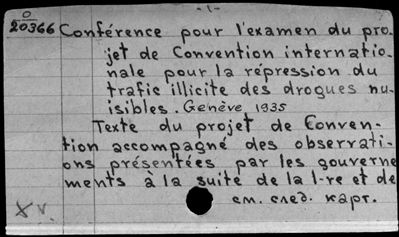 - 1 -
0
20366 Conférence pour l'examen du pro-
jet de Convention internatio-
nale pour la répression du
trafic illicite des drogues nu-
isibles. Genève 1935
Texte du projet de Conven-
tion accompagné des observati-
ons présentées par les gouverne
ments à la suite de la I-re et de
см. след. карт.
XV.